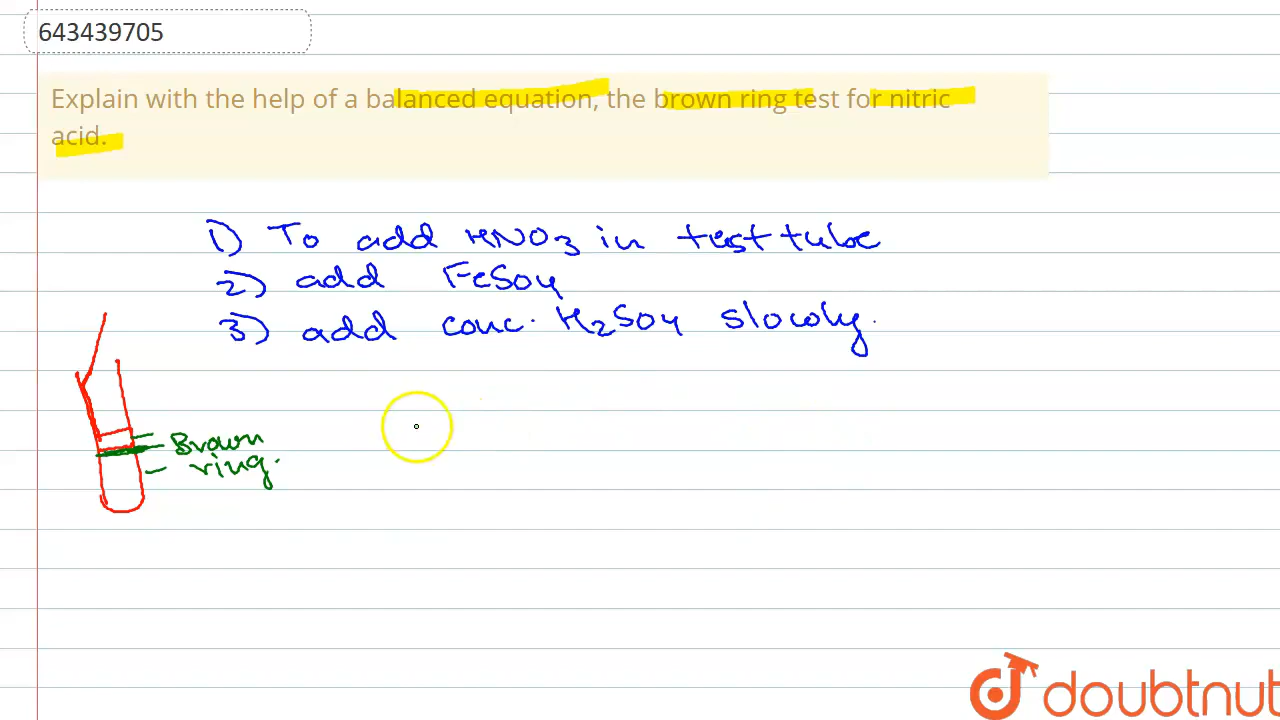 643439705
Explain with the help of a balanced equation, the brown ring test for nitric
acid.
1) To add HNO3 in test tube
2) add FeSO4
3) add conc. H2SO4 slowly.
Brown
ring.
doubtnut